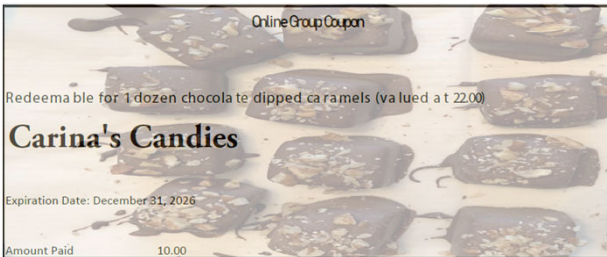 Online Group Coupon
Redeemable for 1 dozen chocolate dipped caramels (valued at 22.00)
Carina's Candies
Expiration Date: December 31, 2026
Amount Paid 10.00